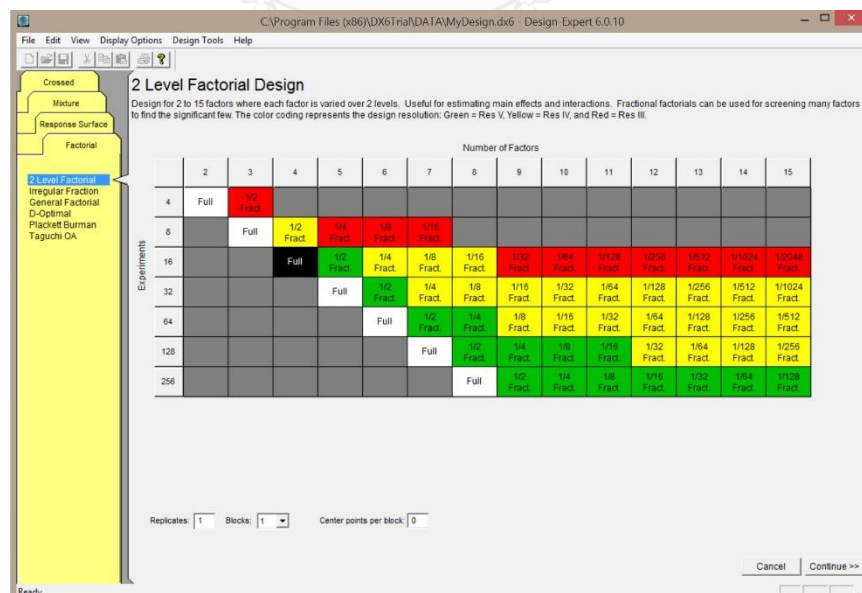 C:\Program Files (x86)\DX6Trial\DATA\MyDesign.dx6 - Design-Expert 6.0.10
File Edit View Display Options Design Tools Help
Crossed
Mixture
Response Surface
Factorial
2 Level Factorial
Irregular Fraction
General Factorial
D-Optimal
Plackett Burman
Taguchi OA
2 Level Factorial Design
Design for 2 to 15 factors where each factor is varied over 2 levels. Useful for estimating main effects and interactions. Fractional factorials can be used for screening many factors
to find the significant few. The color coding represents the design resolution: Green = Res V, Yellow = Res IV, and Red = Res III.
Number of Factors
2 3 4 5 6 7 8 9 10 11 12 13 14 15
Experiments
4 Full 1/2 Fract.
8 Full 1/2 Fract. 1/4 Fract. 1/8 Fract. 1/16 Fract.
16 Full 1/2 Fract. 1/4 Fract. 1/8 Fract. 1/16 Fract. 1/32 Fract. 1/64 Fract. 1/128 Fract. 1/256 Fract. 1/512 Fract. 1/1024 Fract. 1/2048 Fract.
32 Full 1/2 Fract. 1/4 Fract. 1/8 Fract. 1/16 Fract. 1/32 Fract. 1/64 Fract. 1/128 Fract. 1/256 Fract. 1/512 Fract. 1/1024 Fract.
64 Full 1/2 Fract. 1/4 Fract. 1/8 Fract. 1/16 Fract. 1/32 Fract. 1/64 Fract. 1/128 Fract. 1/256 Fract. 1/512 Fract.
128 Full 1/2 Fract. 1/4 Fract. 1/8 Fract. 1/16 Fract. 1/32 Fract. 1/64 Fract. 1/128 Fract. 1/256 Fract.
256 Full 1/2 Fract. 1/4 Fract. 1/8 Fract. 1/16 Fract. 1/32 Fract. 1/64 Fract. 1/128 Fract.
Replicates: 1 Blocks: 1 Center points per block: 0
Cancel Continue >>
Ready